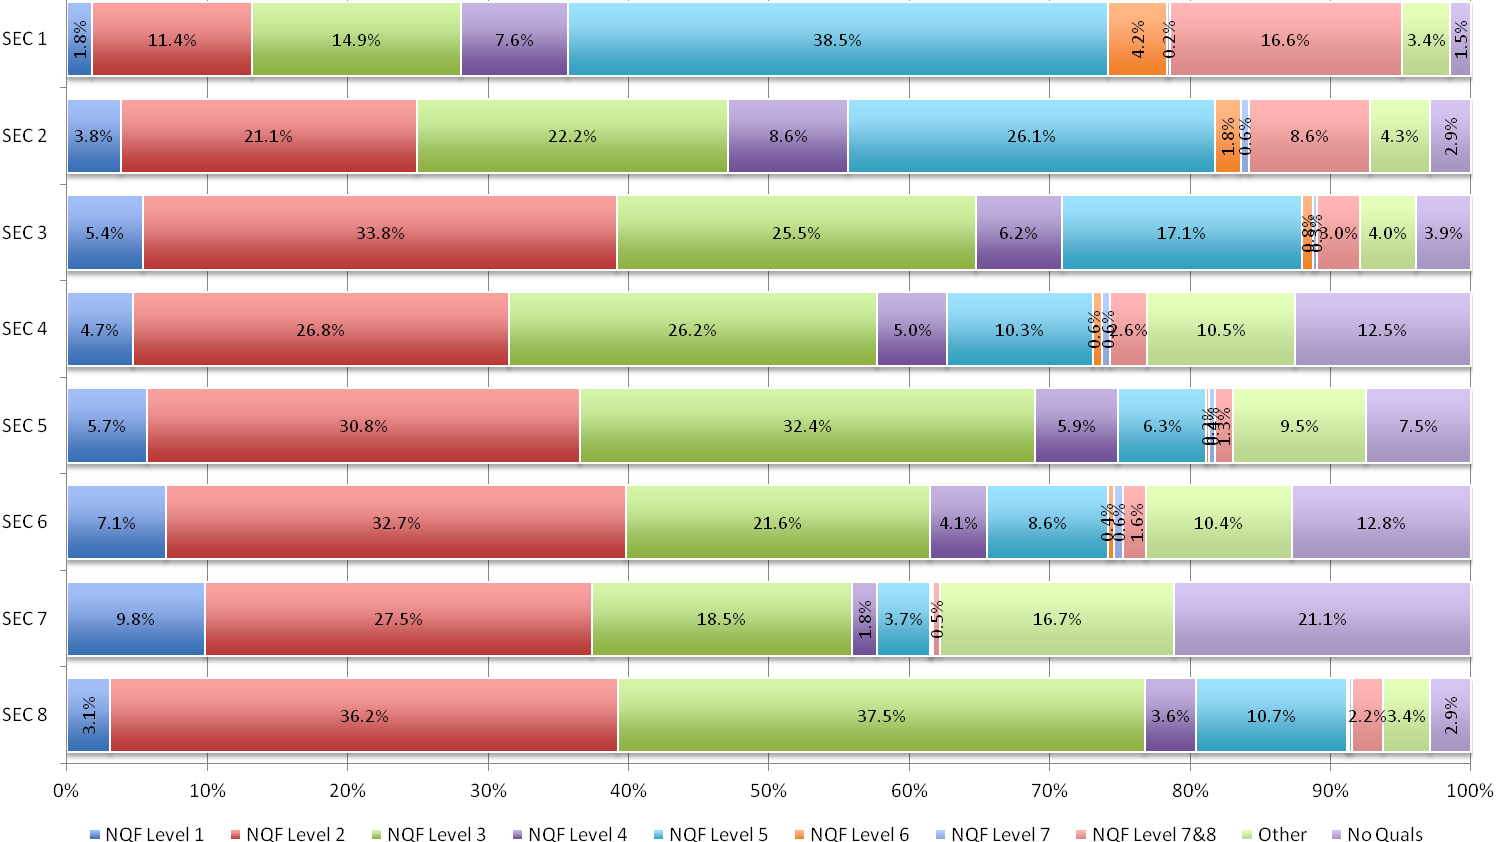 SEC 1 1.8% 11.4% 14.9% 7.6% 38.5% 4.2% 0.2% 16.6% 3.4% 1.5%
SEC 2 3.8% 21.1% 22.2% 8.6% 26.1% 1.8% 0.6% 8.6% 4.3% 2.9%
SEC 3 5.4% 33.8% 25.5% 6.2% 17.1% 0.8% 0.3% 3.0% 4.0% 3.9%
SEC 4 4.7% 26.8% 26.2% 5.0% 10.3% 0.6% 0.6% 2.6% 10.5% 12.5%
SEC 5 5.7% 30.8% 32.4% 5.9% 6.3% 1.3% 9.5% 7.5%
SEC 6 7.1% 32.7% 21.6% 4.1% 8.6% 0.4% 0.6% 1.6% 10.4% 12.8%
SEC 7 9.8% 27.5% 18.5% 1.8% 3.7% 0.5% 16.7% 21.1%
SEC 8 3.1% 36.2% 37.5% 3.6% 10.7% 2.2% 3.4% 2.9%
0% 10% 20% 30% 40% 50% 60% 70% 80% 90% 100%
NQF Level 1 NQF Level 2 NQF Level 3 NQF Level 4 NQF Level 5 NQF Level 6 NQF Level 7 NQF Level 7&8 Other No Quals